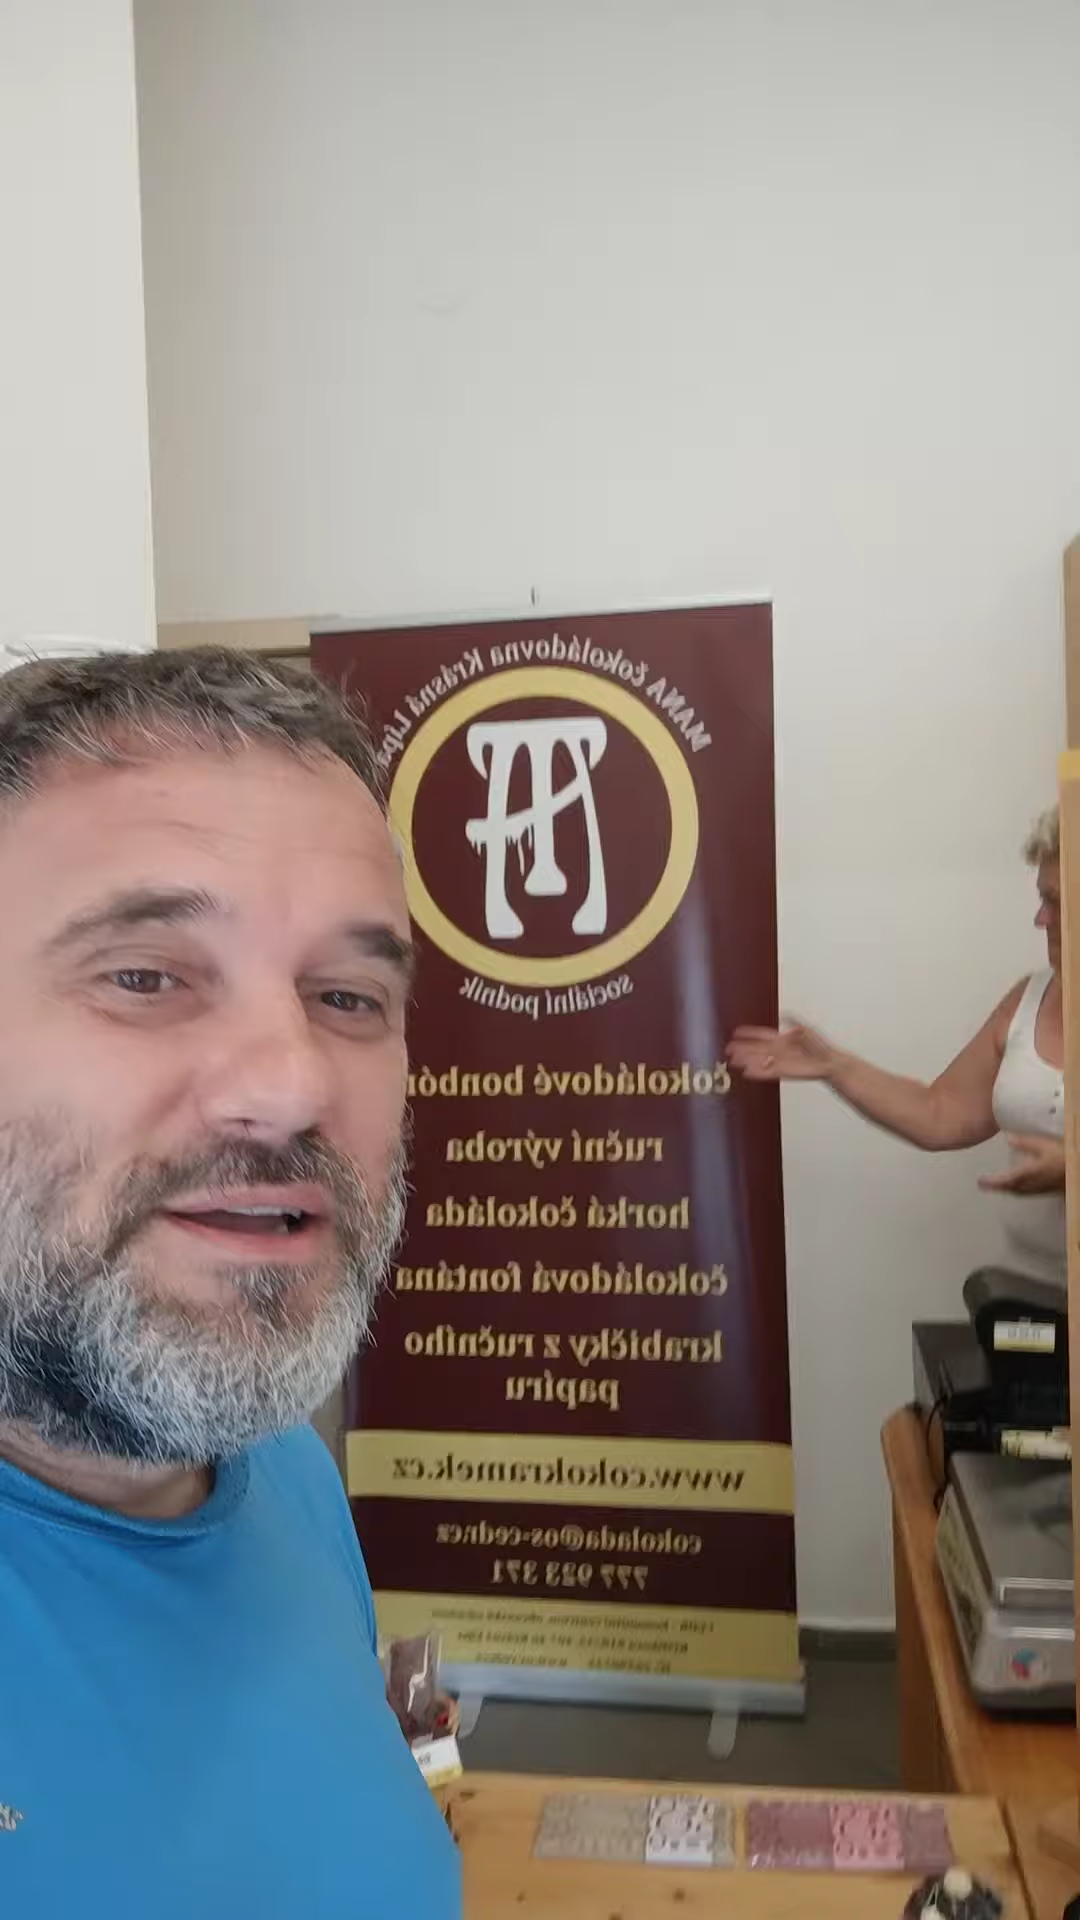 MANA čokoládovna Krásná Lípa
sociální podnik
čokoládové
ruční výroba
horká čokoláda
čokoládová fontána
krabičky z ručního
papíru
www.cokokramek.cz
cokolada@os-cedr.cz
777 923 371